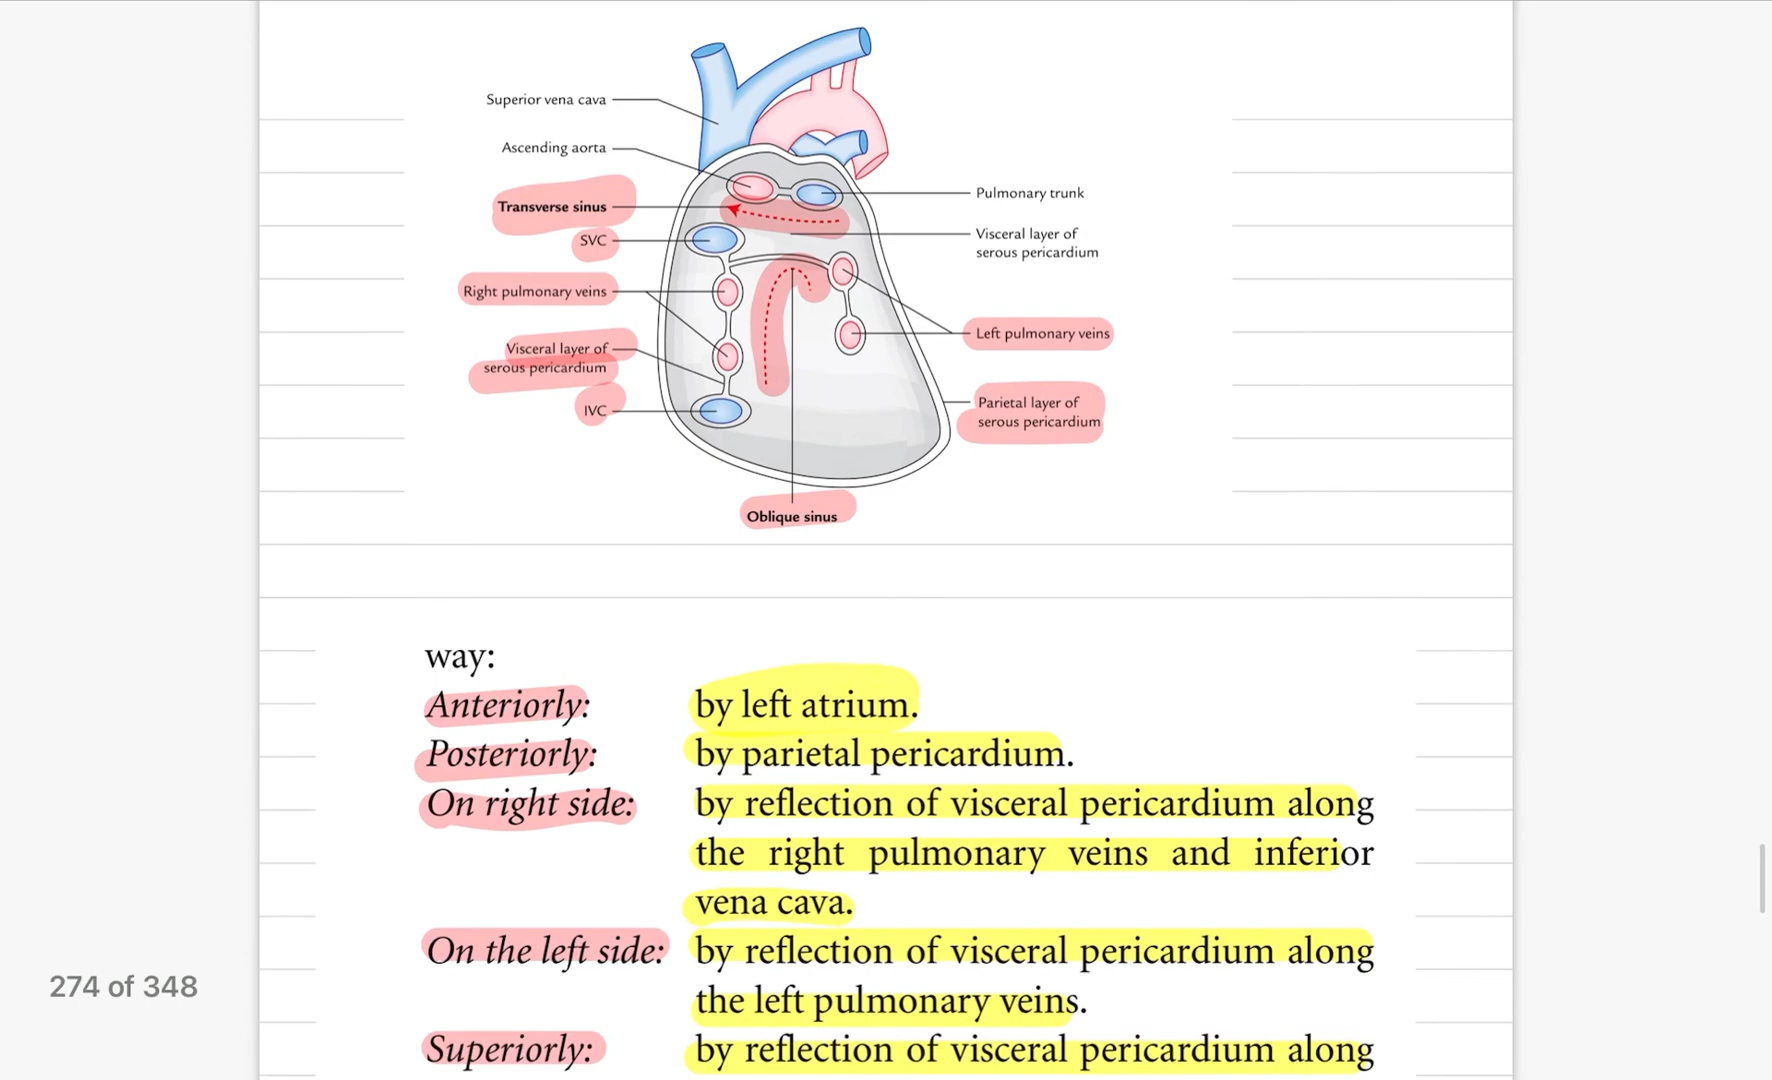 Superior vena cava
Ascending aorta
Transverse sinus
SVC
Right pulmonary veins
Visceral layer of
serous pericardium
IVC
Pulmonary trunk
Visceral layer of
serous pericardium
Left pulmonary veins
Parietal layer of
serous pericardium
Oblique sinus
way:
Anteriorly: by left atrium.
Posteriorly: by parietal pericardium.
On right side: by reflection of visceral pericardium along
the right pulmonary veins and inferior
vena cava.
On the left side: by reflection of visceral pericardium along
the left pulmonary veins.
Superiorly: by reflection of visceral pericardium along
274 of 348